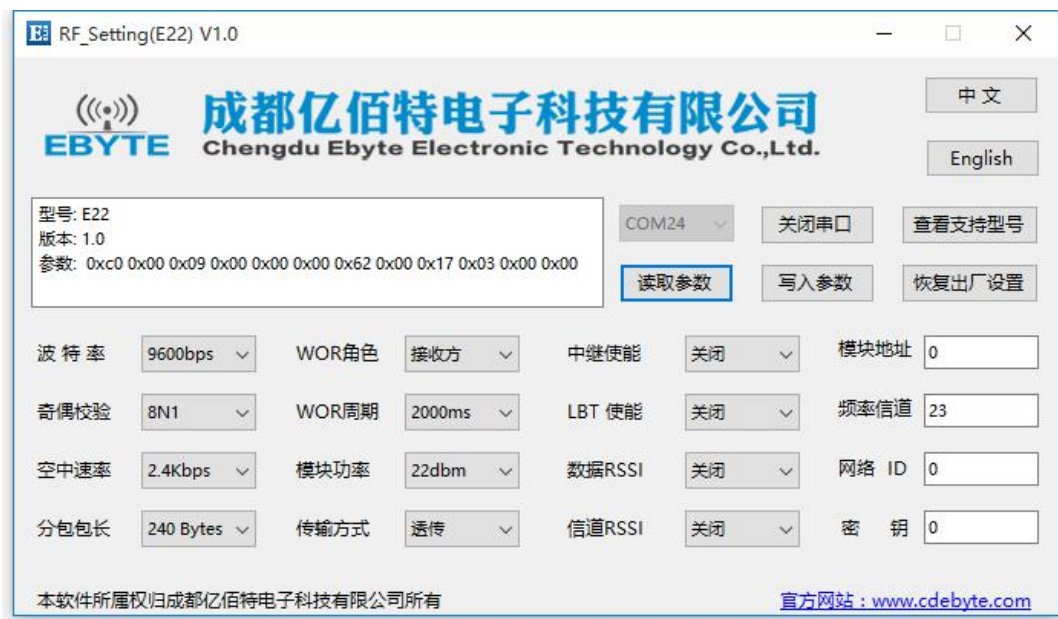 RF_Setting(E22) V1.0
中文
EBYTE
成都亿佰特电子科技有限公司
Chengdu Ebyte Electronic Technology Co.,Ltd.
English
型号: E22
版本: 1.0
参数: 0xc0 0x00 0x09 0x00 0x00 0x00 0x62 0x00 0x17 0x03 0x00 0x00
COM24 关闭串口 查看支持型号
读取参数 写入参数 恢复出厂设置
波特率 9600bps WOR角色 接收方 中继使能 关闭 模块地址 0
奇偶校验 8N1 WOR周期 2000ms LBT 使能 关闭 频率信道 23
空中速率 2.4Kbps 模块功率 22dbm 数据RSSI 关闭 网络 ID 0
分包包长 240 Bytes 传输方式 透传 信道RSSI 关闭 密 钥 0
本软件所属权归成都亿佰特电子科技有限公司所有 官方网站：www.cdebyte.com